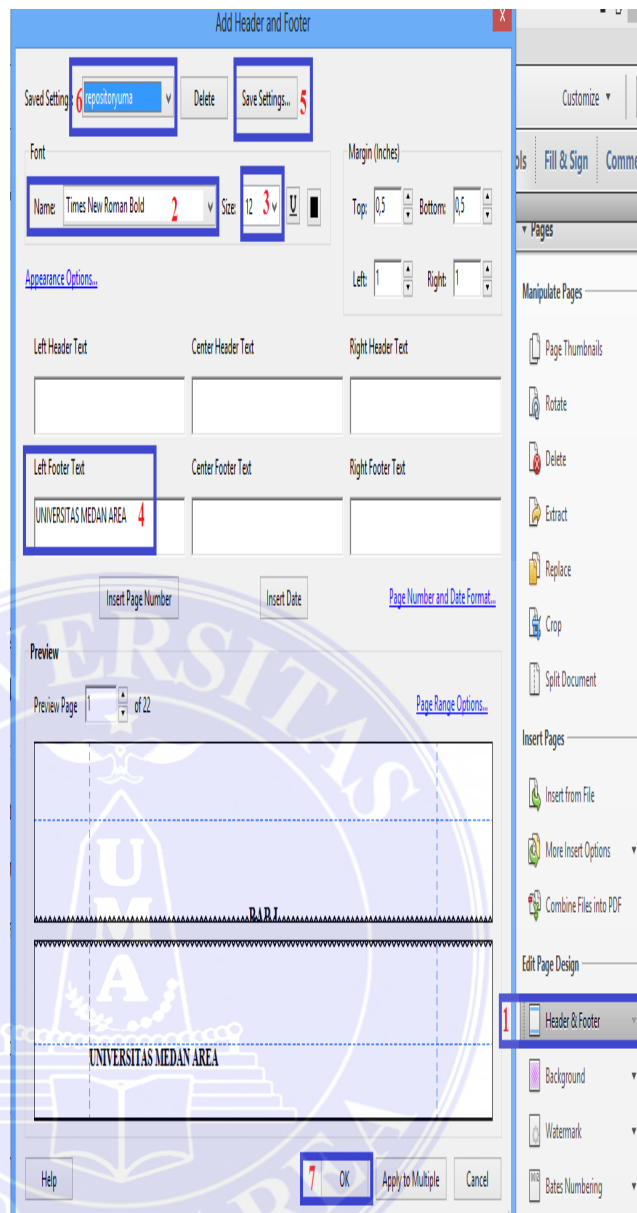 Add Header and Footer
x
Customize
Saved Setting: 6 repositoryuma Delete Save Settings... 5
Fill & Sign
Font
Margin (Inches)
Name: Times New Roman Bold 2 Size: 12 3 U
Top: 0,5 Bottom: 0,5
Pages
Appearance Options...
Left: 1 Right: 1
Manipulate Pages
Left Header Text Center Header Text Right Header Text
Page Thumbnails
Rotate
Left Footer Text Center Footer Text Right Footer Text
Delete
UNIVERSITAS MEDAN AREA 4
Extract
Replace
Insert Page Number Insert Date Page Number and Date Format...
Crop
Preview
Split Document
Preview Page 1 of 22 Page Range Options...
Insert Pages
Insert from File
More Insert Options
Combine Files into PDF
BAB I
Edit Page Design
1 Header & Footer
UNIVERSITAS MEDAN AREA
Background
Watermark
Help 7 OK Apply to Multiple Cancel
Bates Numbering
UMA